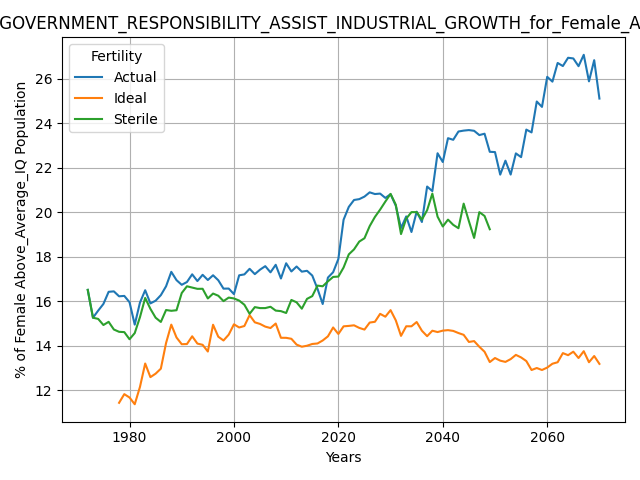 GOVERNMENT_RESPONSIBILITY_ASSIST_INDUSTRIAL_GROWTH_for_Female_A
Fertility
Actual
Ideal
Sterile
% of Female Above_Average_IQ Population
26
24
22
20
18
16
14
12
1980 2000 2020 2040 2060
Years